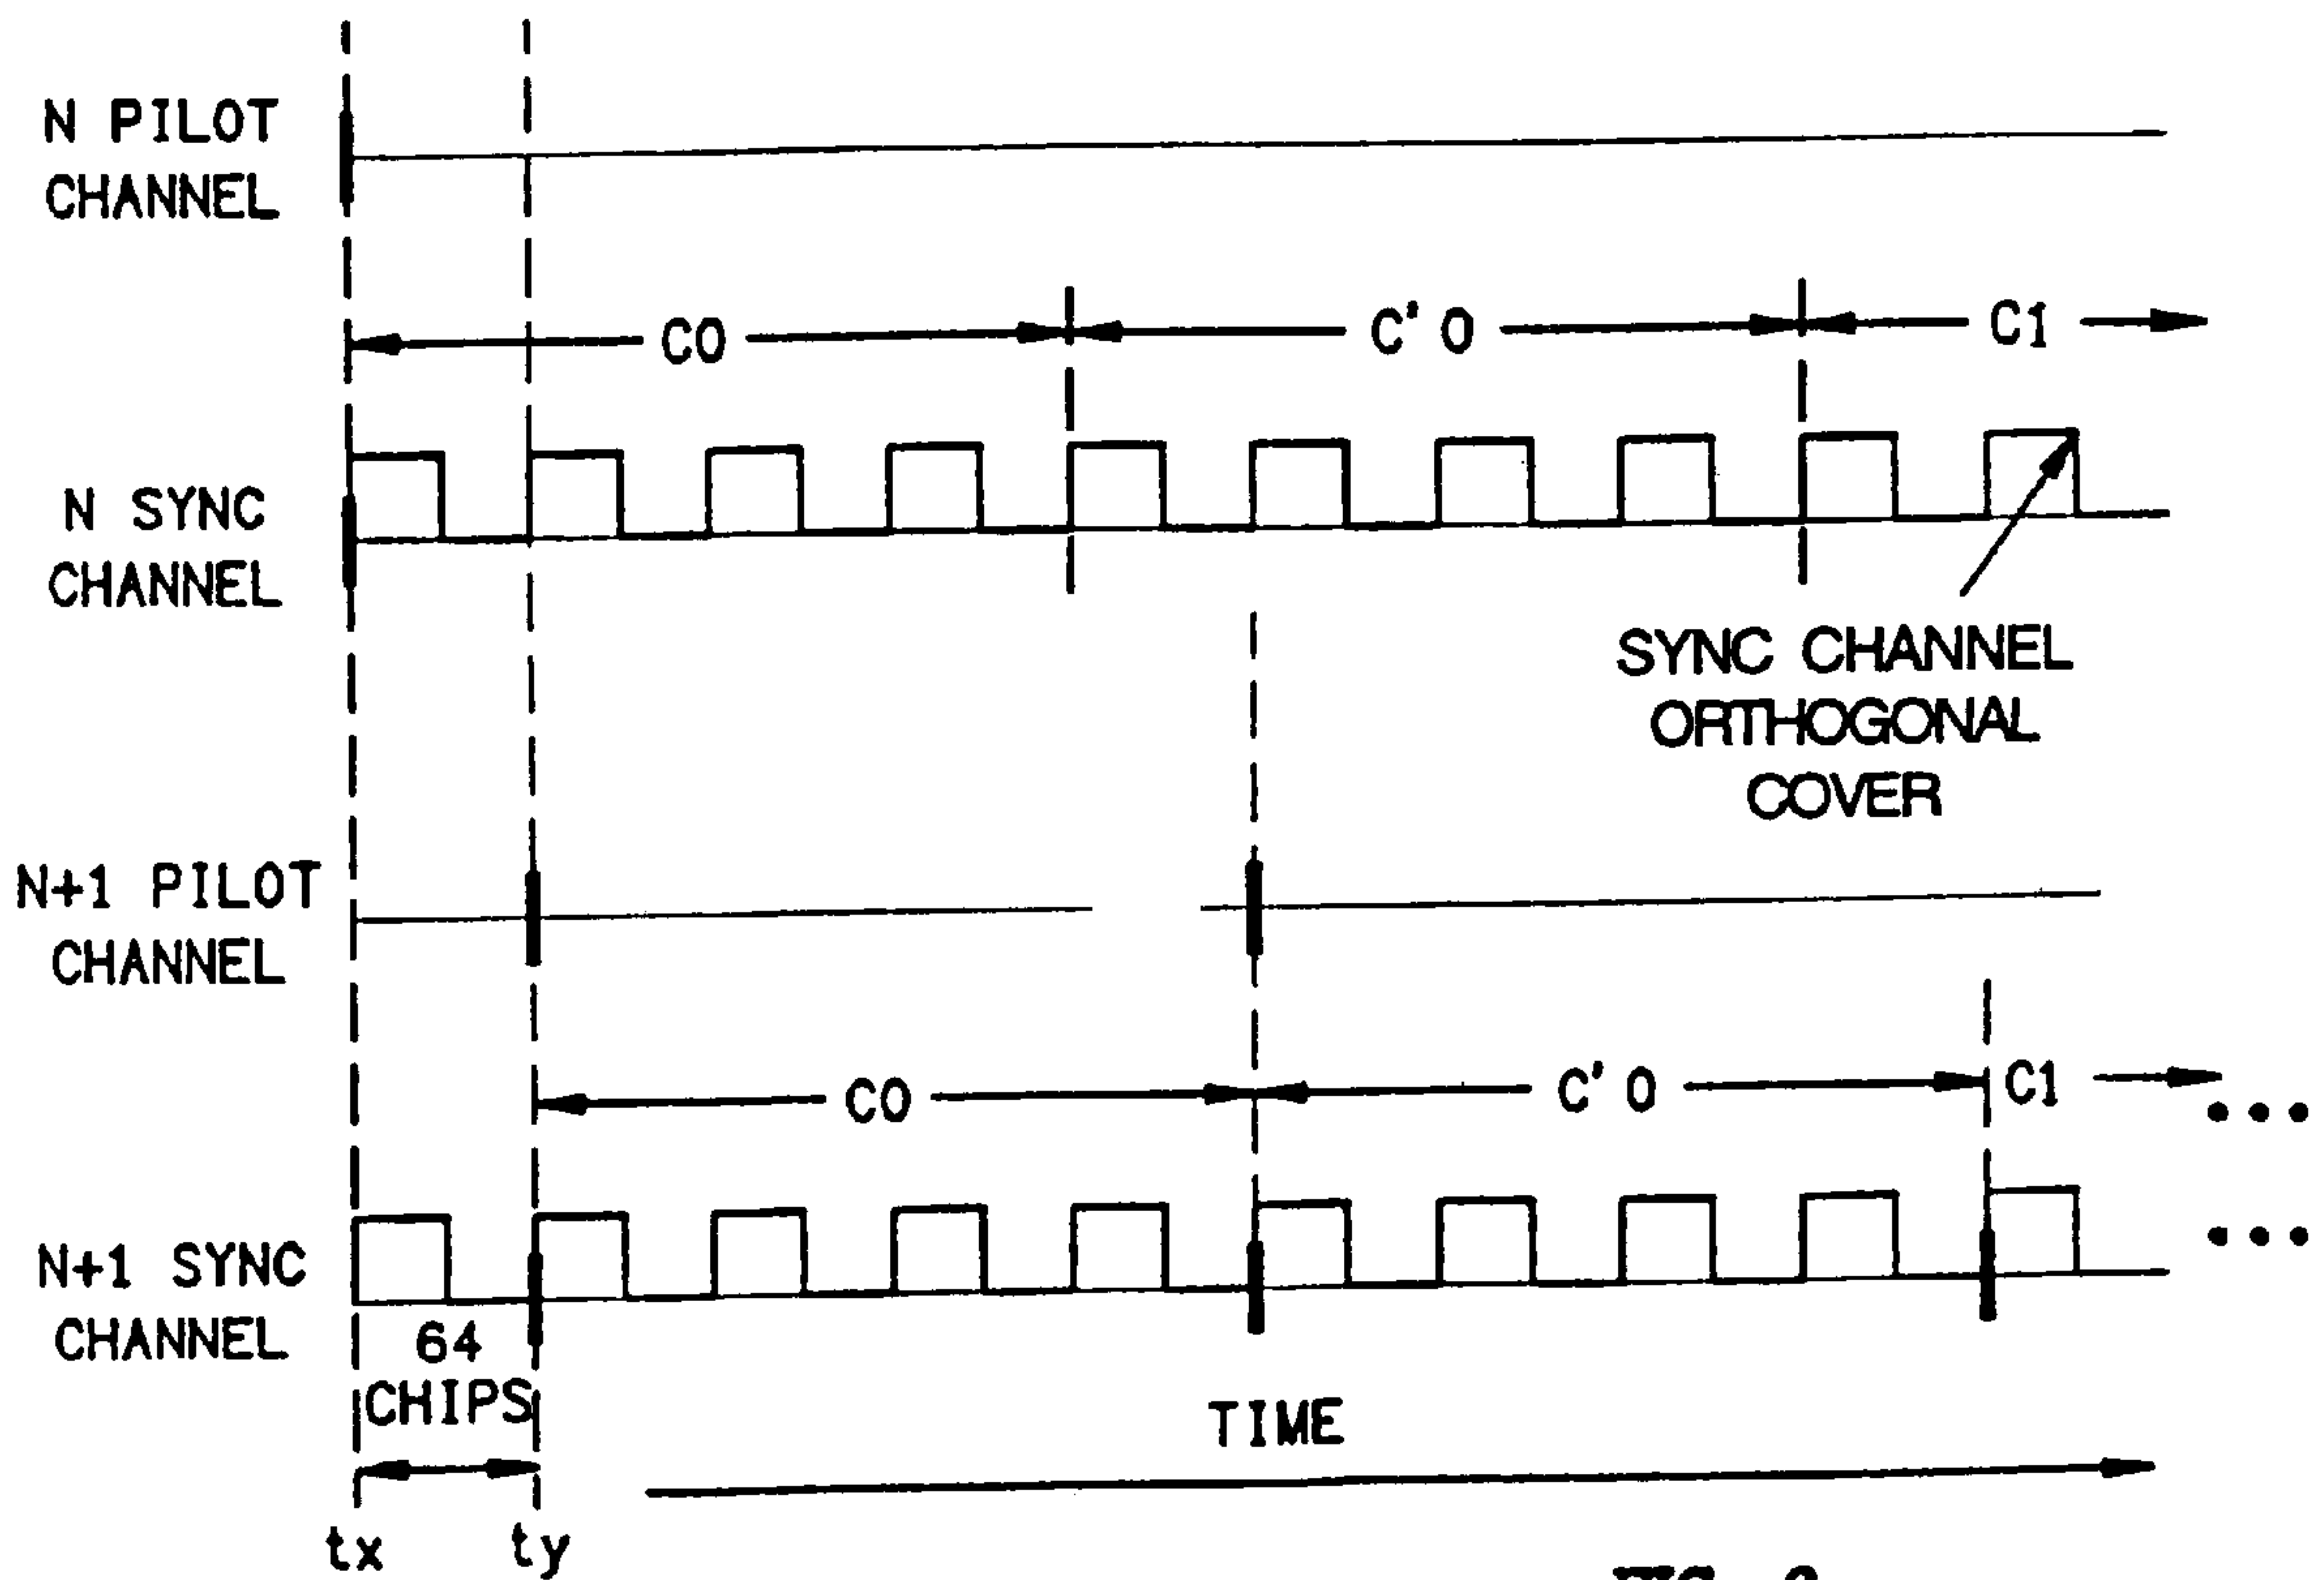 N PILOT
CHANNEL
C0 C'0 C1
N SYNC
CHANNEL
SYNC CHANNEL
ORTHOGONAL
COVER
N+1 PILOT
CHANNEL
C0 C'0 C1
N+1 SYNC
CHANNEL
64
CHIPS
TIME
tx ty